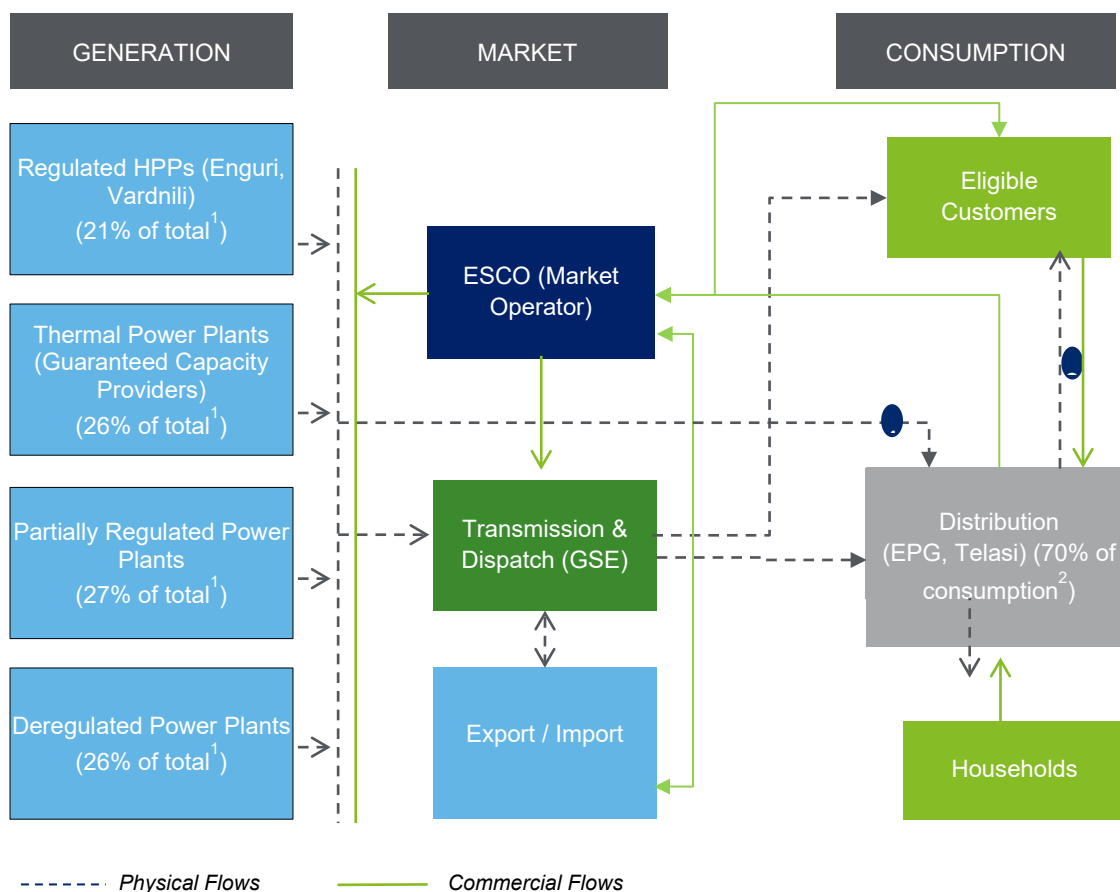 GENERATION
MARKET
CONSUMPTION
Regulated HPPs (Enguri,
Vardnili)
(21% of total¹)
Thermal Power Plants
(Guaranteed Capacity
Providers)
(26% of total¹)
Partially Regulated Power
Plants
(27% of total¹)
Deregulated Power Plants
(26% of total¹)
ESCO (Market
Operator)
Transmission &
Dispatch (GSE)
Export / Import
Eligible
Customers
Distribution
(EPG, Telasi) (70% of
consumption²)
Households
Physical Flows
Commercial Flows